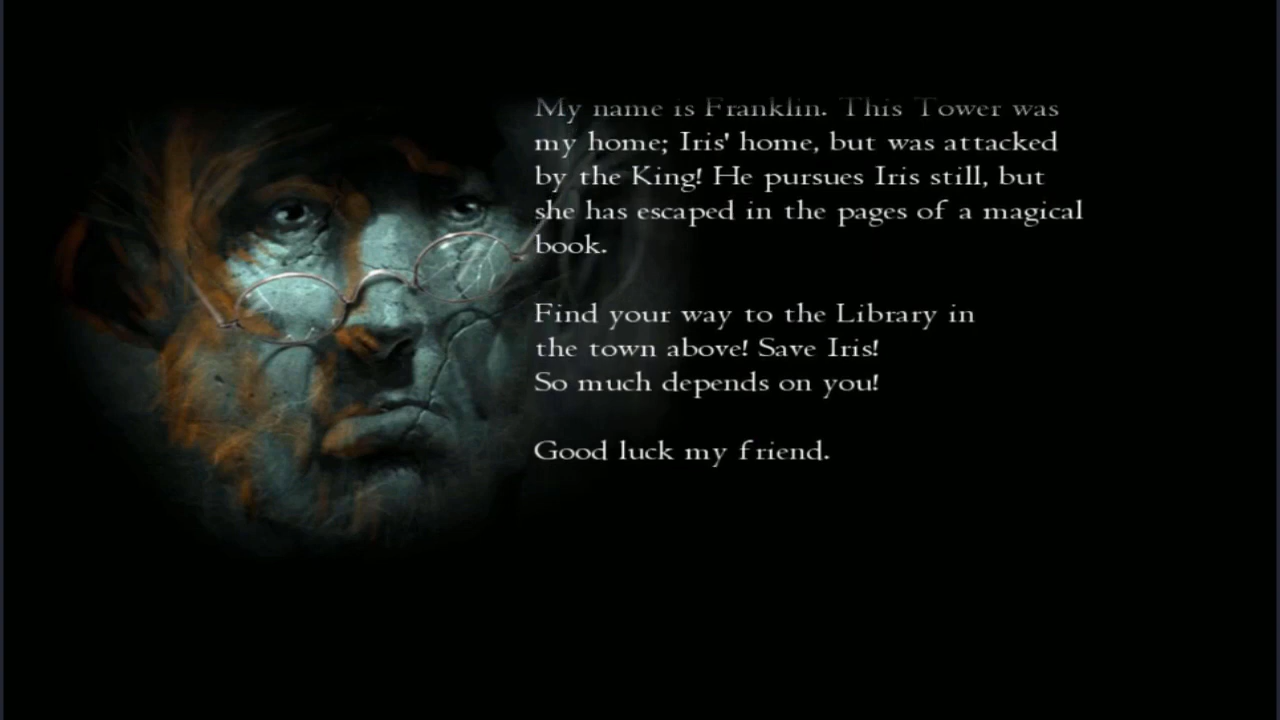 My name is Franklin. This Tower was
my home; Iris' home, but was attacked
by the King! He pursues Iris still, but
she has escaped in the pages of a magical
book.
Find your way to the Library in
the town above! Save Iris!
So much depends on you!
Good luck my friend.